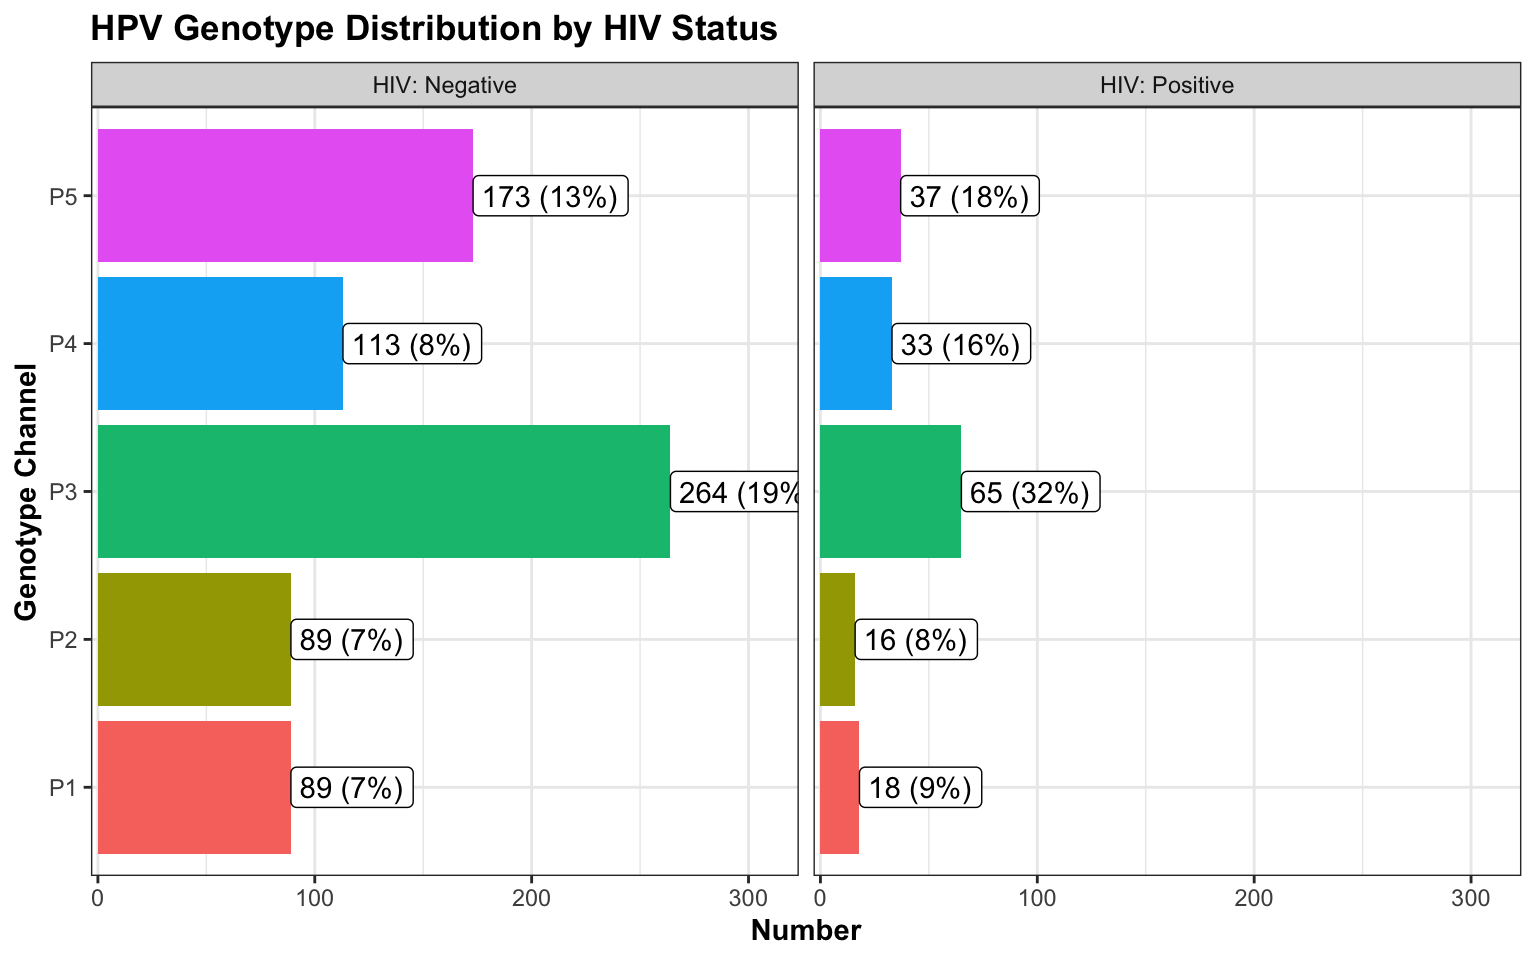 HPV Genotype Distribution by HIV Status
HIV: Negative
HIV: Positive
Genotype Channel
P5
173 (13%)
37 (18%)
P4
113 (8%)
33 (16%)
P3
264 (19%
65 (32%)
P2
89 (7%)
16 (8%)
P1
89 (7%)
18 (9%)
0 100 200 300
0 100 200 300
Number